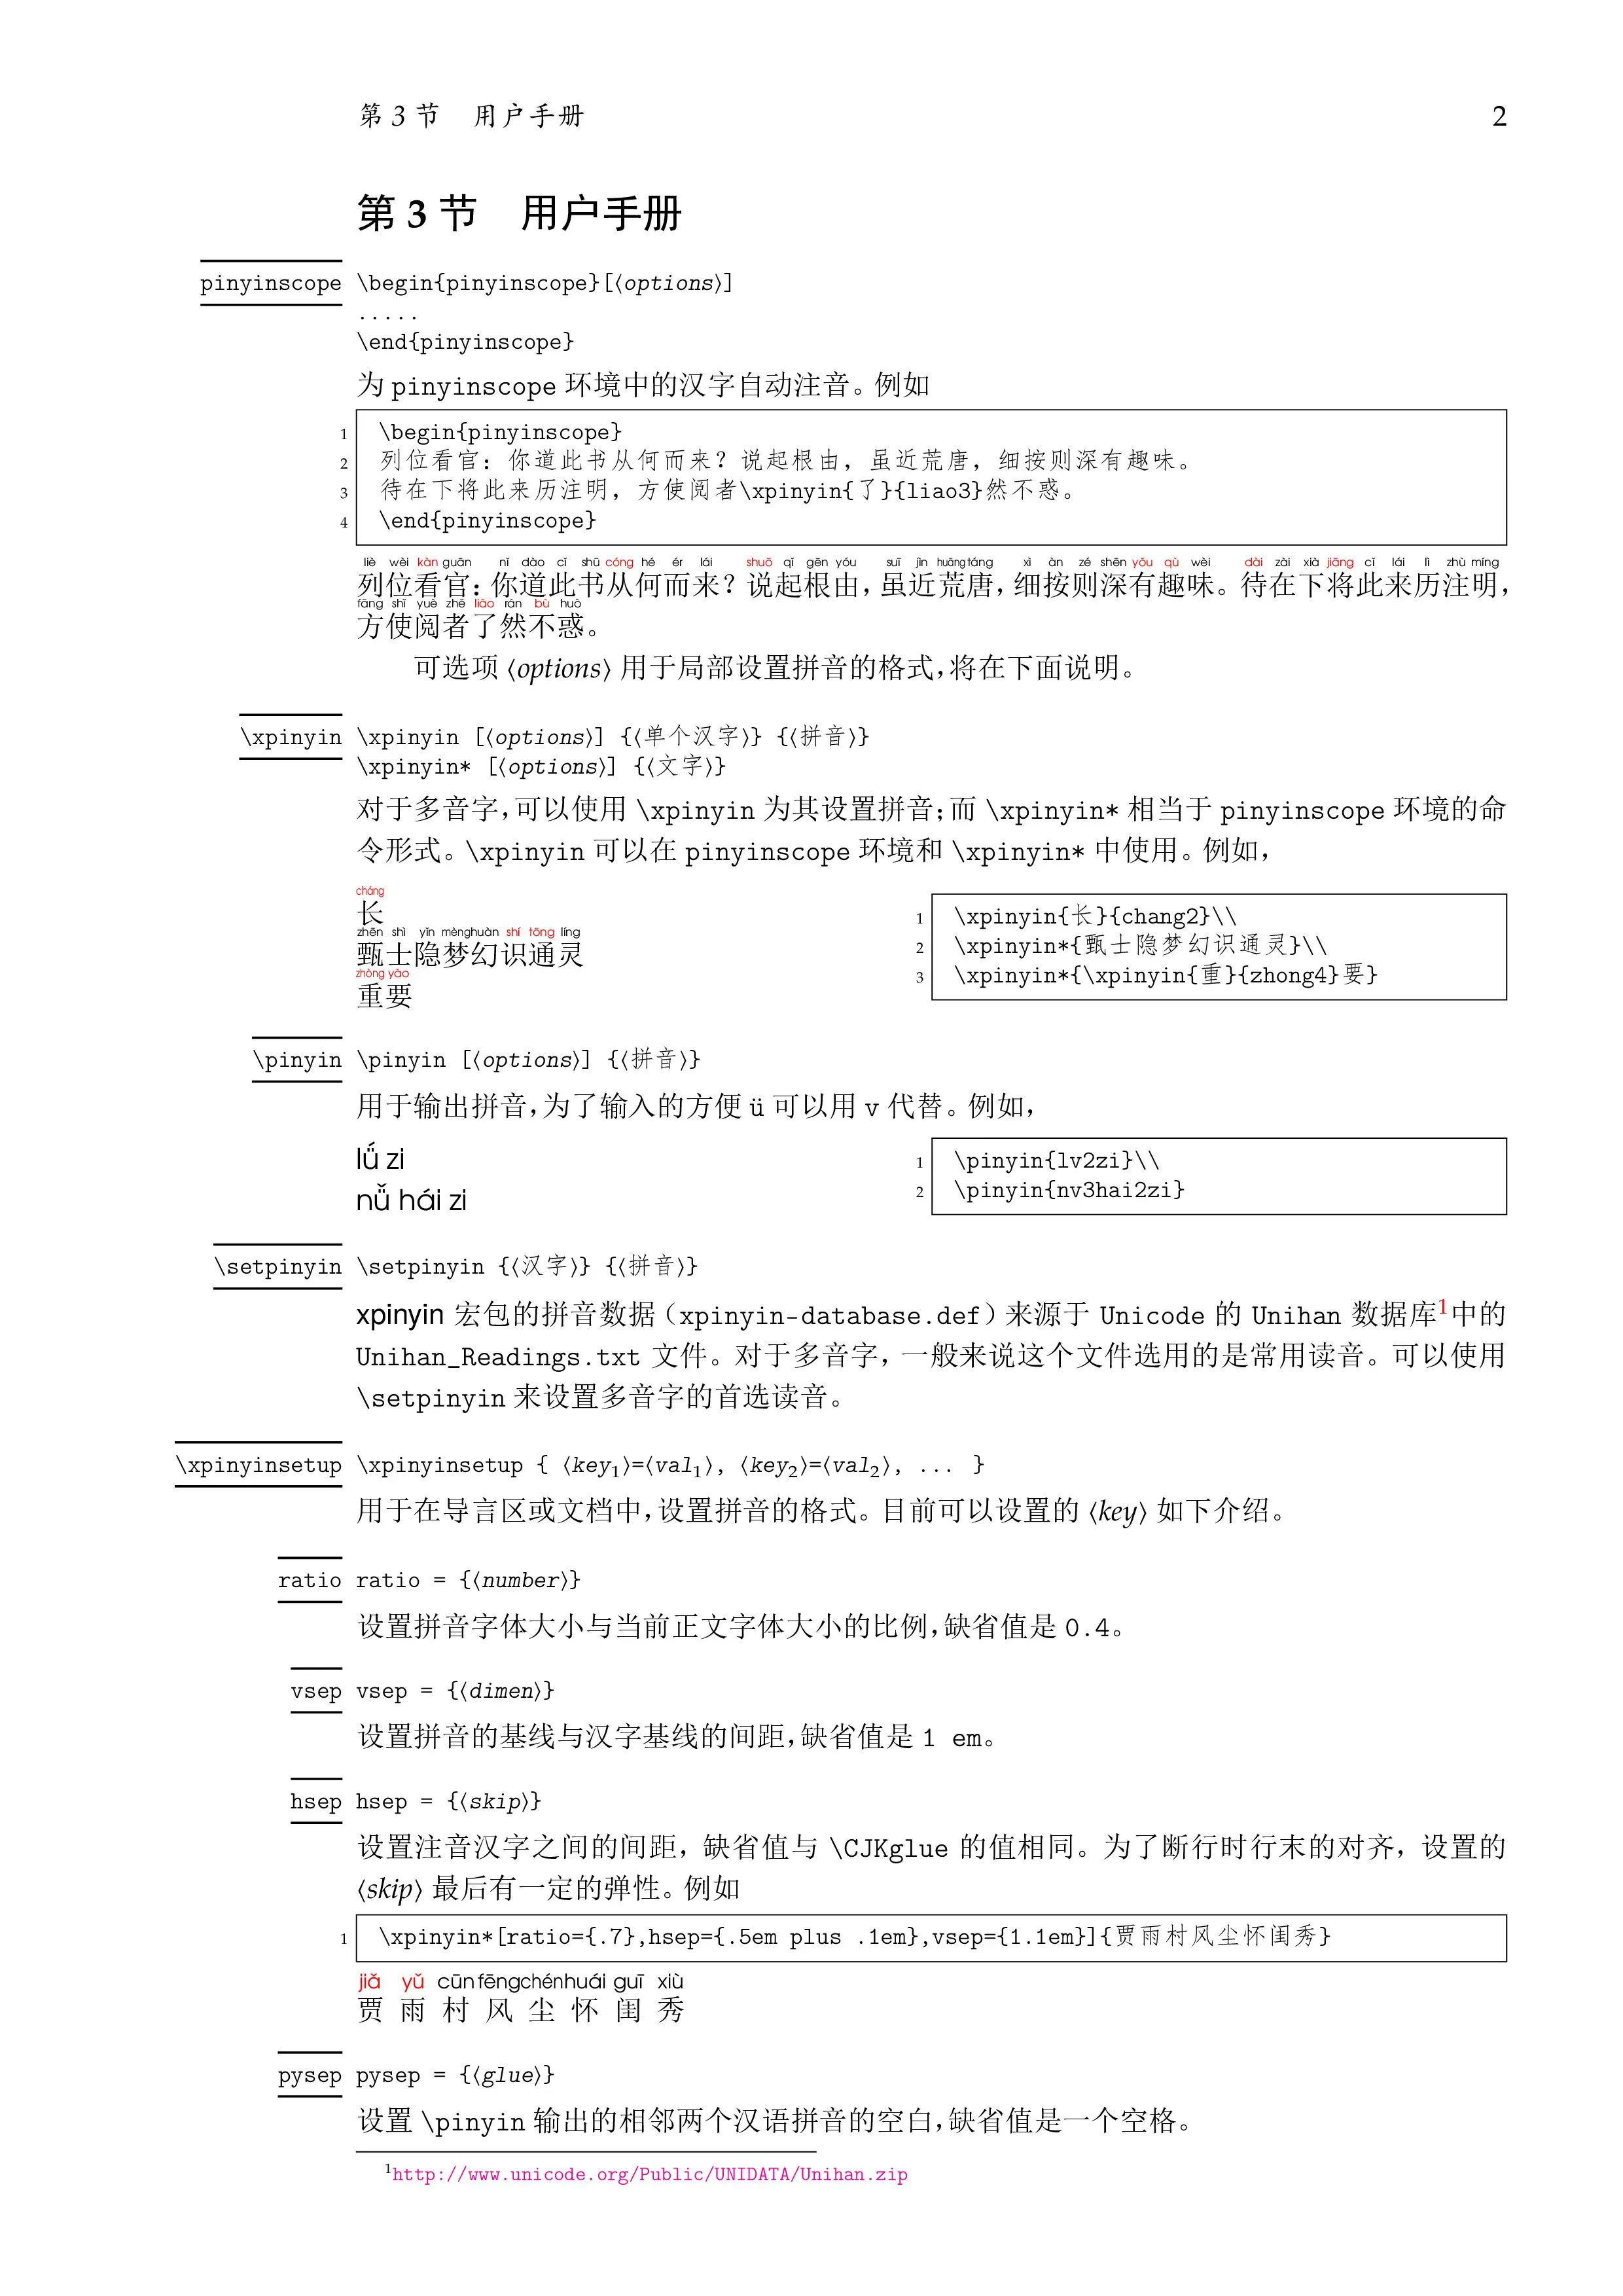 第 3 节 用户手册 2
第 3 节 用户手册
pinyinscope \begin{pinyinscope}[⟨options⟩]
.....
\end{pinyinscope}
为 pinyinscope 环境中的汉字自动注音。例如
1 \begin{pinyinscope}
2 列位看官：你道此书从何而来？说起根由，虽近荒唐，细按则深有趣味。
3 待在下将此来历注明，方使阅者\xpinyin{了}{liao3}然不惑。
4 \end{pinyinscope}
liè wèi kàn guān nǐ dào cǐ shū cóng hé ér lái shuō qǐ gēn yóu suī jìn huāng táng xì àn zé shēn yǒu qù wèi dài zài xià jiāng cǐ lái lì zhù míng
列位看官：你道此书从何而来？说起根由，虽近荒唐，细按则深有趣味。待在下将此来历注明，
fāng shǐ yuè zhě liǎo rán bù huò
方使阅者了然不惑。
可选项 ⟨options⟩ 用于局部设置拼音的格式，将在下面说明。
\xpinyin \xpinyin [⟨options⟩] {⟨单个汉字⟩} {⟨拼音⟩}
\xpinyin* [⟨options⟩] {⟨文字⟩}
对于多音字，可以使用 \xpinyin 为其设置拼音；而 \xpinyin* 相当于 pinyinscope 环境的命
令形式。\xpinyin 可以在 pinyinscope 环境和 \xpinyin* 中使用。例如，
cháng
长
zhēn shì yǐn mèng huàn shí tōng líng
甄士隐梦幻识通灵
zhòng yào
重要
1 \xpinyin{长}{chang2}\\
2 \xpinyin*{甄士隐梦幻识通灵}\\
3 \xpinyin*{\xpinyin{重}{zhong4}要}
\pinyin \pinyin [⟨options⟩] {⟨拼音⟩}
用于输出拼音，为了输入的方便 ü 可以用 v 代替。例如，
lǘ zi
nǚ hái zi
1 \pinyin{lv2zi}\\
2 \pinyin{nv3hai2zi}
\setpinyin \setpinyin {⟨汉字⟩} {⟨拼音⟩}
xpinyin 宏包的拼音数据（xpinyin-database.def）来源于 Unicode 的 Unihan 数据库1中的
Unihan_Readings.txt 文件。对于多音字，一般来说这个文件选用的是常用读音。可以使用
\setpinyin 来设置多音字的首选读音。
\xpinyinsetup \xpinyinsetup { ⟨key1⟩=⟨val1⟩, ⟨key2⟩=⟨val2⟩, ... }
用于在导言区或文档中，设置拼音的格式。目前可以设置的 ⟨key⟩ 如下介绍。
ratio ratio = {⟨number⟩}
设置拼音字体大小与当前正文字体大小的比例，缺省值是 0.4。
vsep vsep = {⟨dimen⟩}
设置拼音的基线与汉字基线的间距，缺省值是 1 em。
hsep hsep = {⟨skip⟩}
设置注音汉字之间的间距，缺省值与 \CJKglue 的值相同。为了断行时行末的对齐，设置的
⟨skip⟩ 最后有一定的弹性。例如
1 \xpinyin*[ratio={.7},hsep={.5em plus .1em},vsep={1.1em}]{贾雨村风尘怀闺秀}
jiǎ yǔ cūn fēng chén huái guī xiù
贾 雨 村 风 尘 怀 闺 秀
pysep pysep = {⟨glue⟩}
设置 \pinyin 输出的相邻两个汉语拼音的空白，缺省值是一个空格。
1http://www.unicode.org/Public/UNIDATA/Unihan.zip